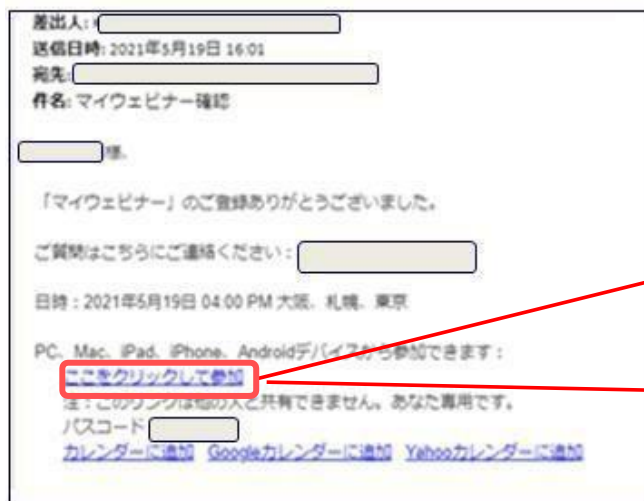 差出人:
送信日時: 2021年5月19日 16:01
宛先:
件名: マイウェビナー確認
様、
「マイウェビナー」のご登録ありがとうございました。
ご質問はこちらにご連絡ください:
日時:2021年5月19日 04:00 PM 大阪、札幌、東京
PC、Mac、iPad、iPhone、Androidデバイスから参加できます:
ここをクリックして参加
注:このリンクは他の人と共有できません。あなた専用です。
パスコード
カレンダーに追加 Googleカレンダーに追加 Yahooカレンダーに追加